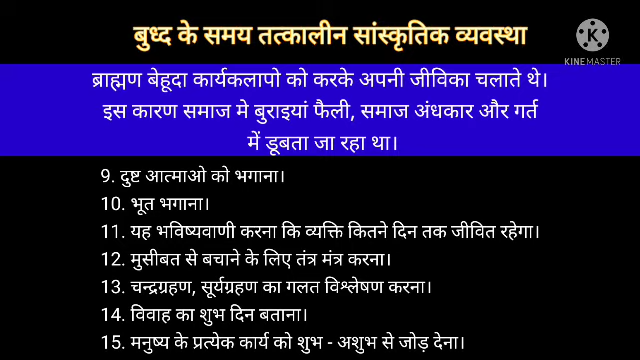 बुध्द के समय तत्कालीन सांस्कृतिक व्यवस्था
KINEMASTER
ब्राह्मण बेहूदा कार्यकलापो को करके अपनी जीविका चलाते थे।
इस कारण समाज मे बुराइयां फैली, समाज अंधकार और गर्त
में डूबता जा रहा था।
9. दुष्ट आत्माओ को भगाना।
10. भूत भगाना।
11. यह भविष्यवाणी करना कि व्यक्ति कितने दिन तक जीवित रहेगा।
12. मुसीबत से बचाने के लिए तंत्र मंत्र करना।
13. चन्द्रग्रहण, सूर्यग्रहण का गलत विश्लेषण करना।
14. विवाह का शुभ दिन बताना।
15. मनुष्य के प्रत्येक कार्य को शुभ - अशुभ से जोड़ देना।